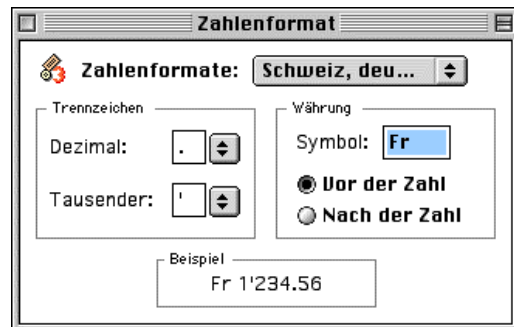 Zahlenformat
Zahlenformate: Schweiz, deu...
Trennzeichen
Dezimal: .
Tausender: '
Währung
Symbol: Fr
Vor der Zahl
Nach der Zahl
Beispiel
Fr 1'234.56